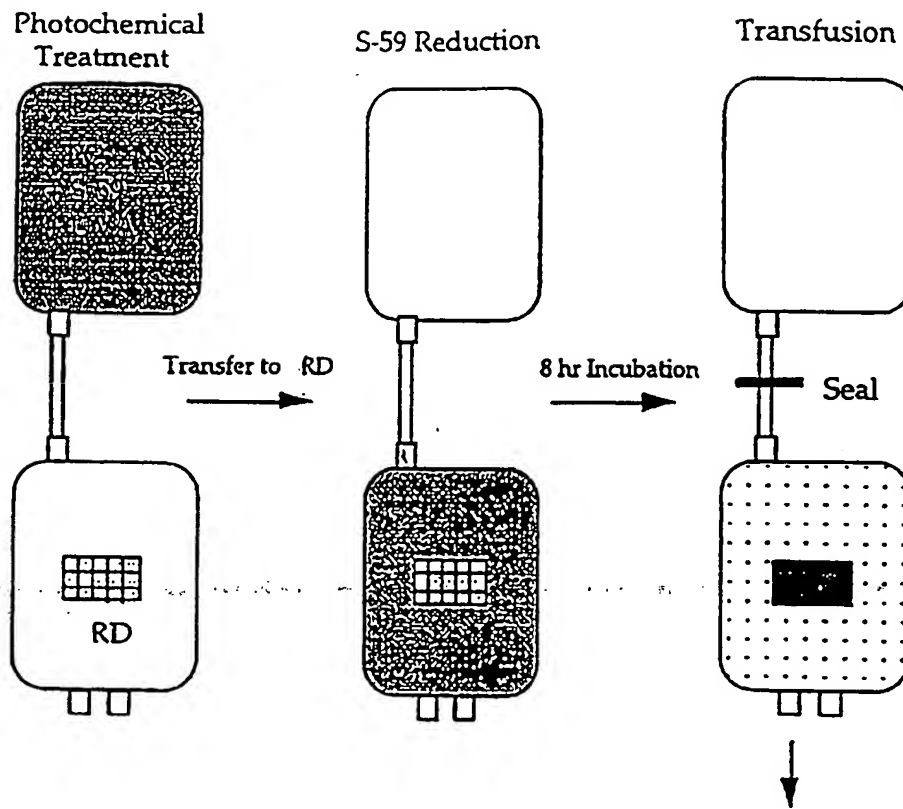 Photochemical
Treatment
S-59 Reduction
Transfusion
Transfer to RD
8 hr Incubation
Seal
RD